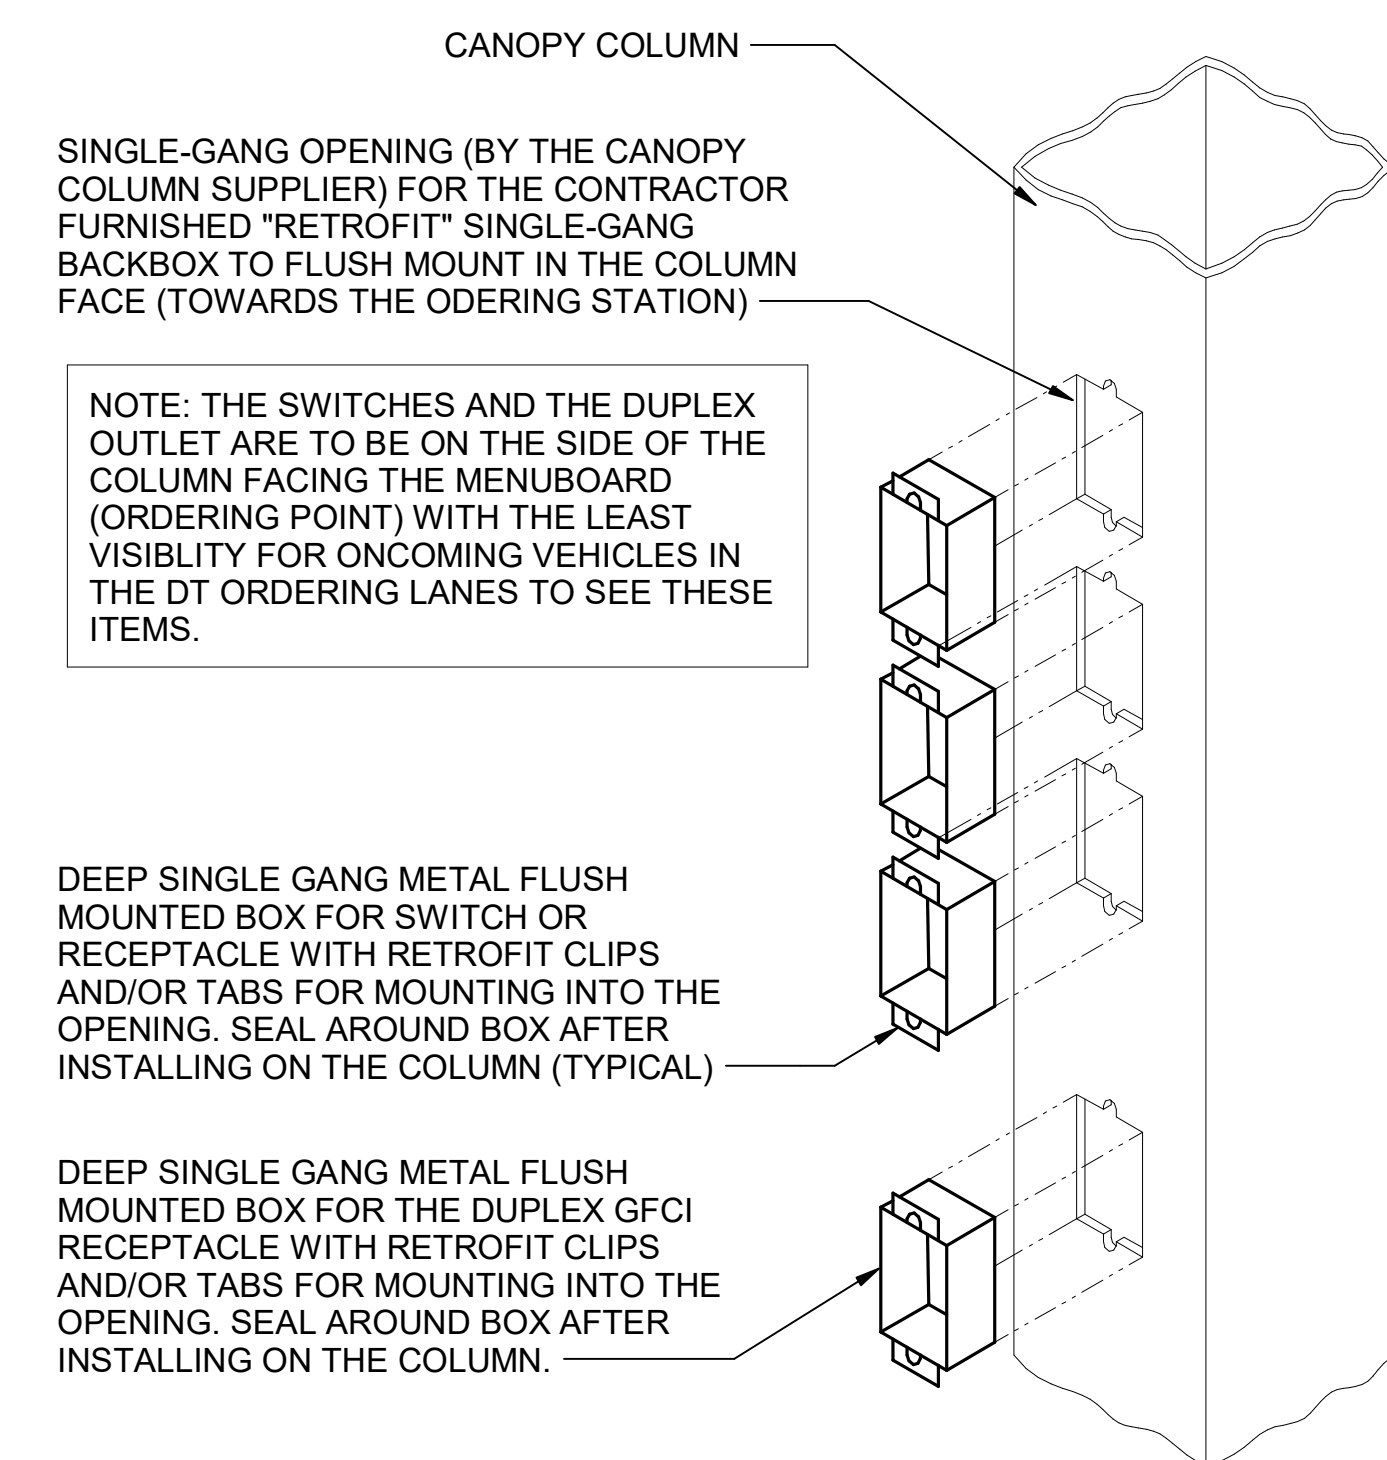 CANOPY COLUMN
SINGLE-GANG OPENING (BY THE CANOPY
COLUMN SUPPLIER) FOR THE CONTRACTOR
FURNISHED "RETROFIT" SINGLE-GANG
BACKBOX TO FLUSH MOUNT IN THE COLUMN
FACE (TOWARDS THE ODERING STATION)
NOTE: THE SWITCHES AND THE DUPLEX
OUTLET ARE TO BE ON THE SIDE OF THE
COLUMN FACING THE MENUBOARD
(ORDERING POINT) WITH THE LEAST
VISIBLITY FOR ONCOMING VEHICLES IN
THE DT ORDERING LANES TO SEE THESE
ITEMS.
DEEP SINGLE GANG METAL FLUSH
MOUNTED BOX FOR SWITCH OR
RECEPTACLE WITH RETROFIT CLIPS
AND/OR TABS FOR MOUNTING INTO THE
OPENING. SEAL AROUND BOX AFTER
INSTALLING ON THE COLUMN (TYPICAL)
DEEP SINGLE GANG METAL FLUSH
MOUNTED BOX FOR THE DUPLEX GFCI
RECEPTACLE WITH RETROFIT CLIPS
AND/OR TABS FOR MOUNTING INTO THE
OPENING. SEAL AROUND BOX AFTER
INSTALLING ON THE COLUMN.